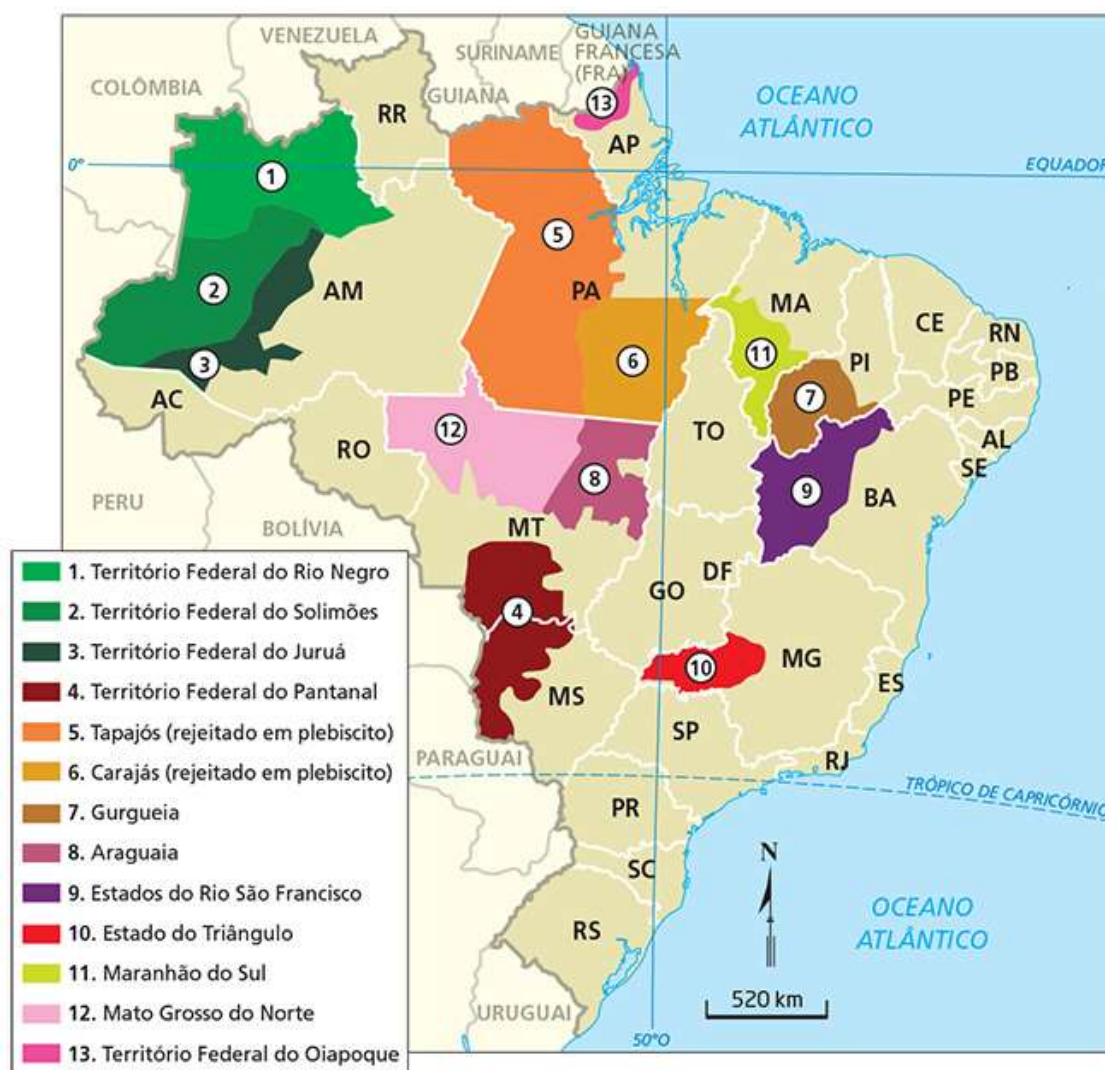 VENEZUELA
SURINAME
GUIANA
FRANCESA
(FRA)
COLÔMBIA
GUIANA
RR
13
AP
OCEANO
ATLÂNTICO
0°
EQUADOR
1
5
2
AM
PA
MA
CE
RN
11
PI
PB
6
3
7
PE
AC
12
TO
AL
RO
8
9
SE
BA
PERU
MT
BOLÍVIA
DF
GO
4
10
MG
MS
ES
SP
PARAGUAI
RJ
TRÓPICO DE CAPRICÓRNIO
PR
N
SC
OCEANO
ATLÂNTICO
RS
520 km
URUGUAI
50°O
1. Território Federal do Rio Negro
2. Território Federal do Solimões
3. Território Federal do Juruá
4. Território Federal do Pantanal
5. Tapajós (rejeitado em plebiscito)
6. Carajás (rejeitado em plebiscito)
7. Gurgueia
8. Araguaia
9. Estados do Rio São Francisco
10. Estado do Triângulo
11. Maranhão do Sul
12. Mato Grosso do Norte
13. Território Federal do Oiapoque